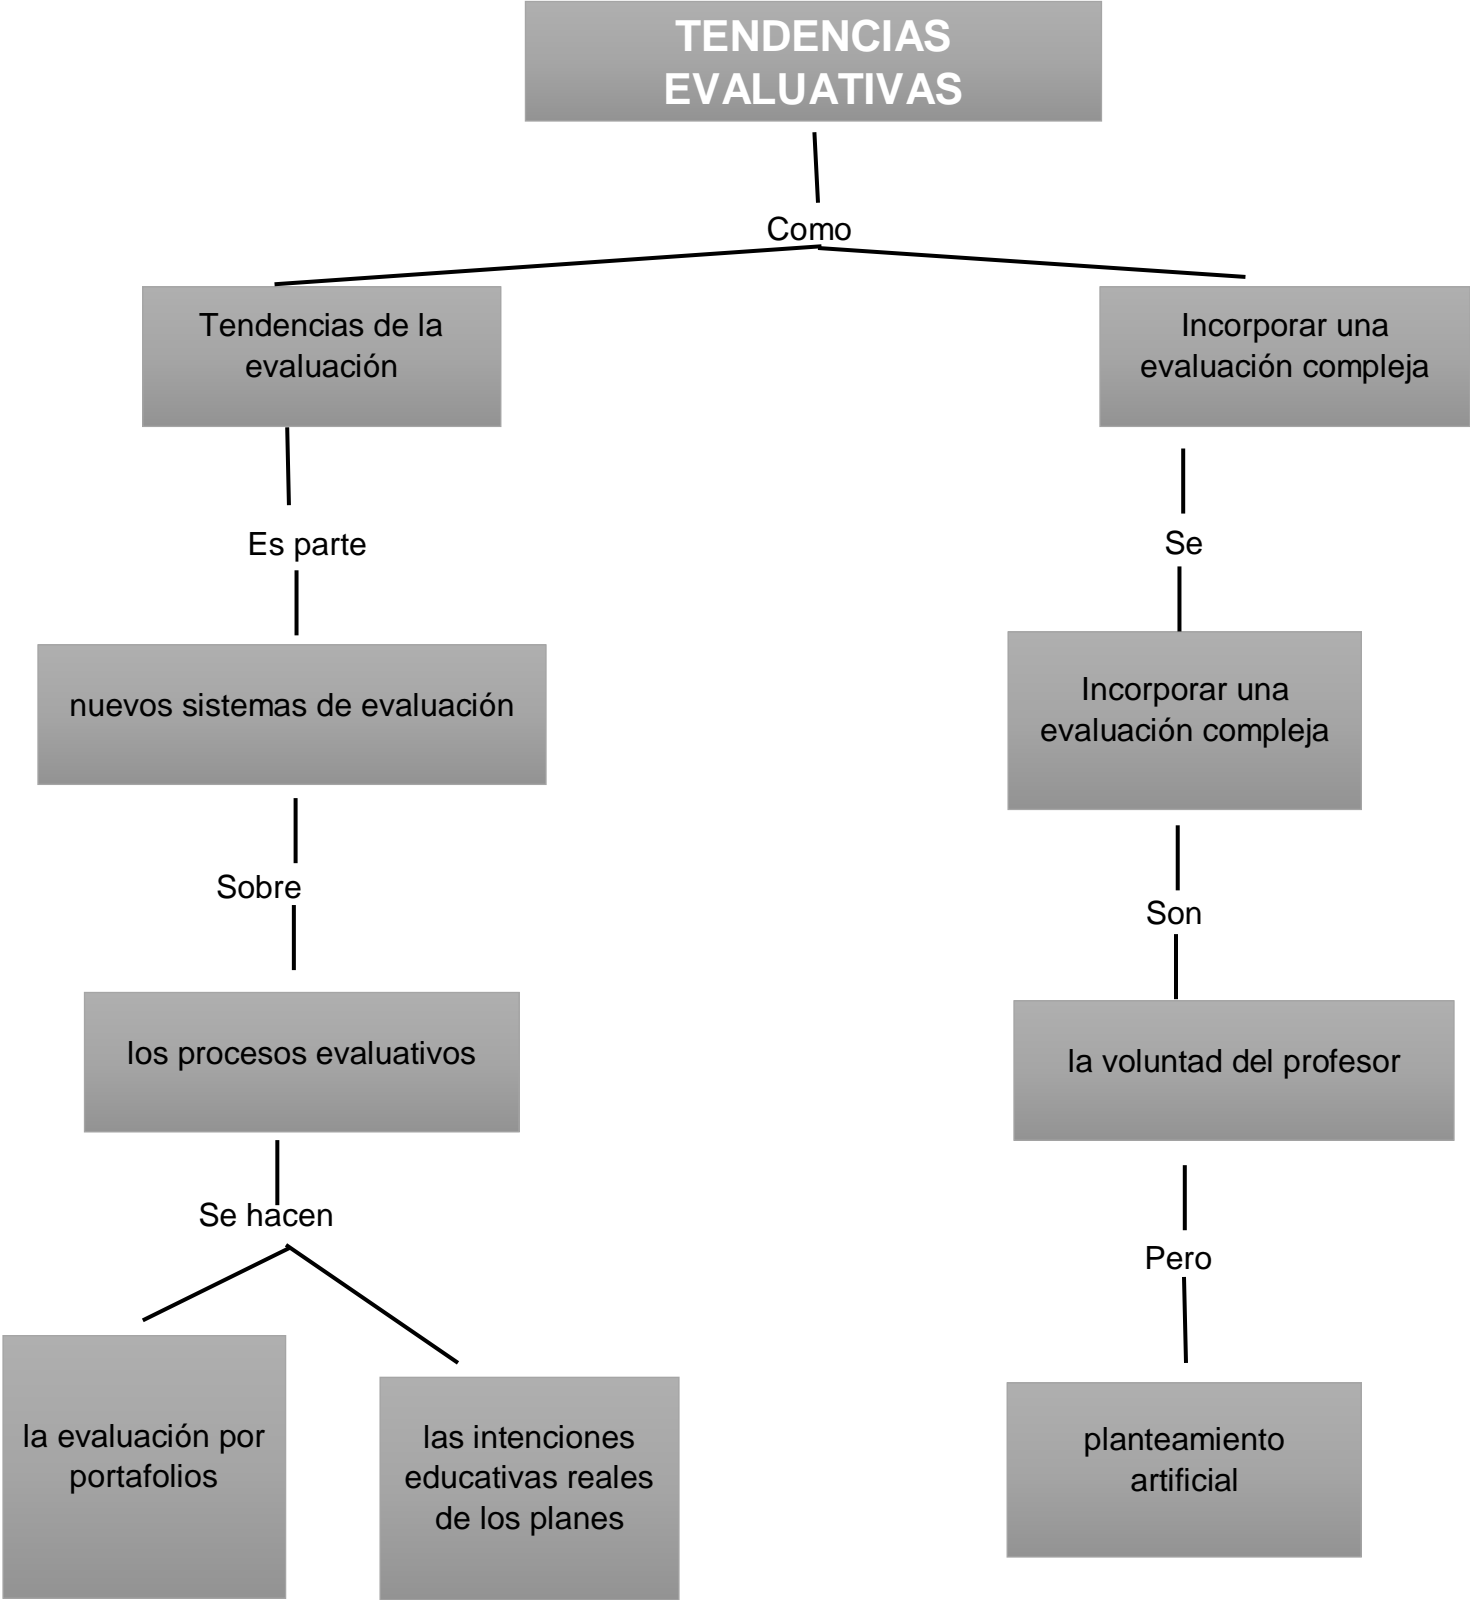 TENDENCIAS
EVALUATIVAS
Como
Tendencias de la
evaluación
Incorporar una
evaluación compleja
Es parte
Se
nuevos sistemas de evaluación
Incorporar una
evaluación compleja
Sobre
Son
los procesos evaluativos
la voluntad del profesor
Se hacen
Pero
la evaluación por
portafolios
las intenciones
educativas reales
de los planes
planteamiento
artificial